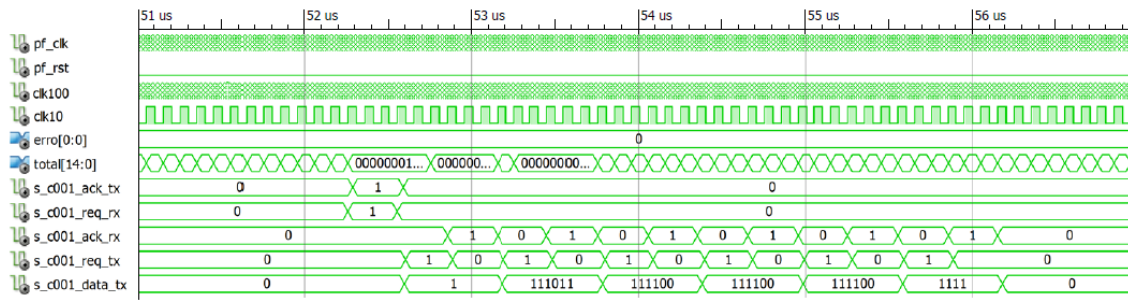 51 us 52 us 53 us 54 us 55 us 56 us
pf_clk
pf_rst
clk100
clk10
erro[0:0] 0
total[14:0] 00000001... 000000... 00000000...
s_c001_ack_tx 0 1 0
s_c001_req_rx 0 1 0
s_c001_ack_rx 0 1 0 1 0 1 0 1 0 1 0 1 0
s_c001_req_tx 0 1 0 1 0 1 0 1 0 1 0 1 0
s_c001_data_tx 0 1 111011 111100 111100 111100 1111 0